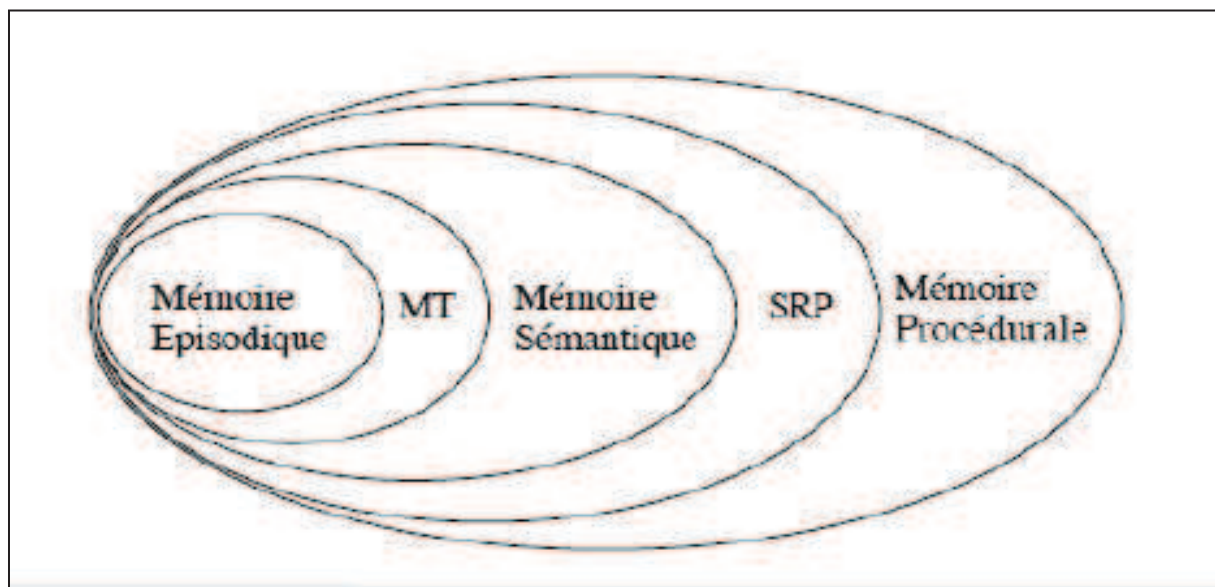 Mémoire
Episodique
MT
Mémoire
Sémantique
SRP
Mémoire
Procédurale